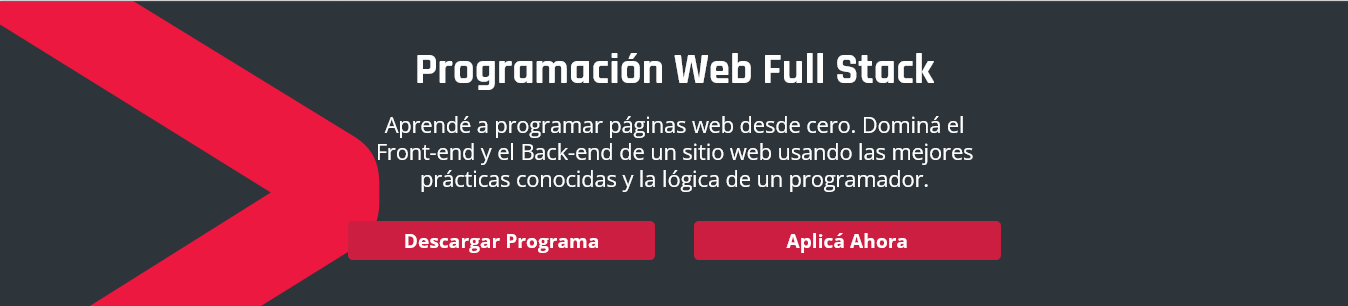 Programación Web Full Stack
Aprendé a programar páginas web desde cero. Dominá el
Front-end y el Back-end de un sitio web usando las mejores
prácticas conocidas y la lógica de un programador.
Descargar Programa
Aplicá Ahora